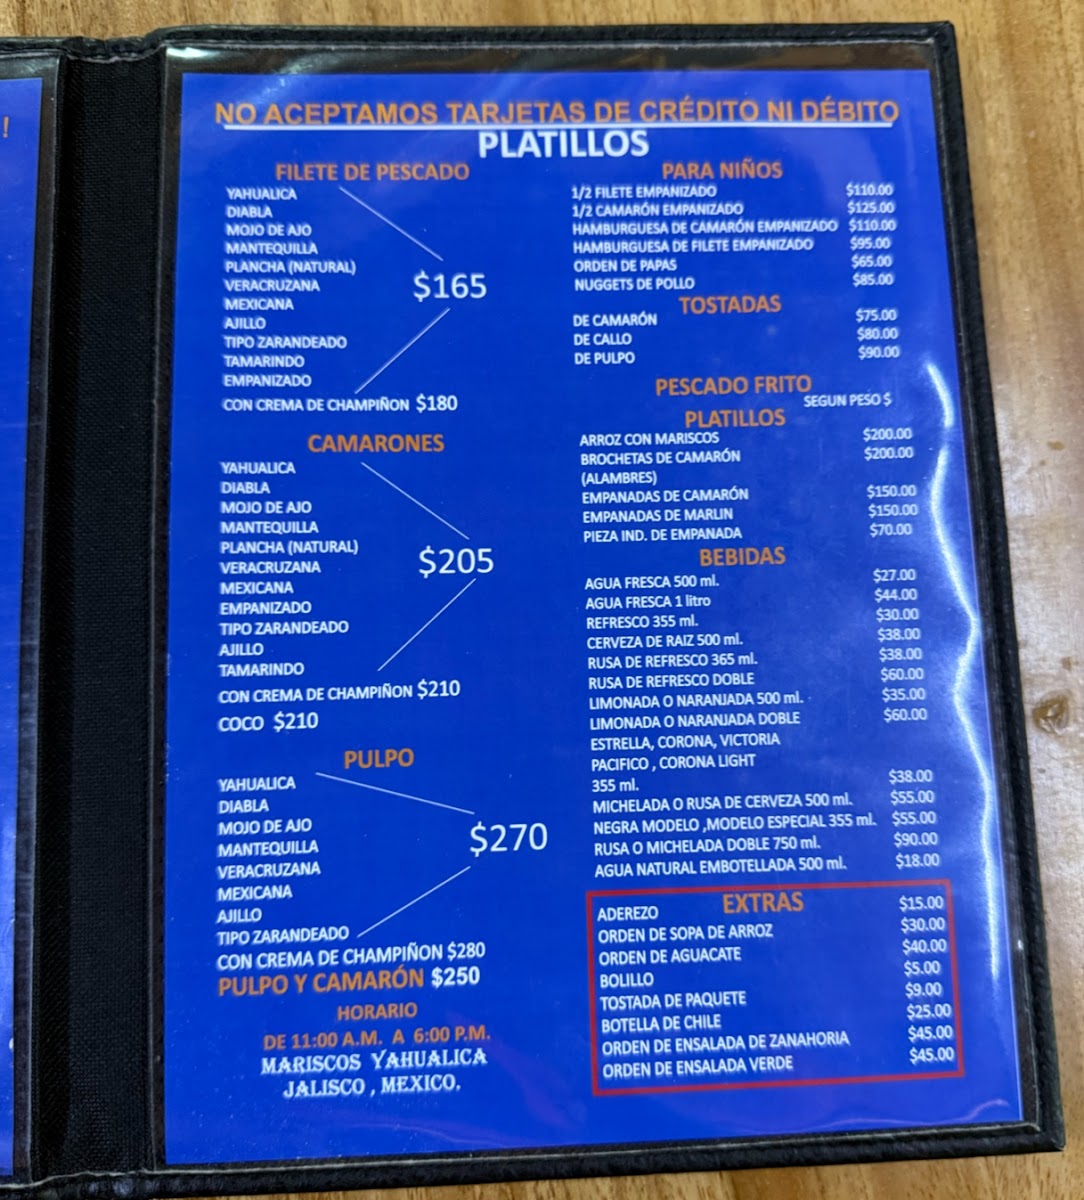 !
NO ACEPTAMOS TARJETAS DE CRÉDITO NI DÉBITO
PLATILLOS
FILETE DE PESCADO
YAHUALICA
DIABLA
MOJO DE AJO
MANTEQUILLA
PLANCHA (NATURAL)
VERACRUZANA
MEXICANA
AJILLO
TIPO ZARANDEADO
TAMARINDO
EMPANIZADO
$165
CON CREMA DE CHAMPIÑON $180
CAMARONES
YAHUALICA
DIABLA
MOJO DE AJO
MANTEQUILLA
PLANCHA (NATURAL)
VERACRUZANA
MEXICANA
EMPANIZADO
TIPO ZARANDEADO
AJILLO
TAMARINDO
$205
CON CREMA DE CHAMPIÑON $210
COCO $210
PULPO
YAHUALICA
DIABLA
MOJO DE AJO
MANTEQUILLA
VERACRUZANA
MEXICANA
AJILLO
TIPO ZARANDEADO
$270
CON CREMA DE CHAMPIÑON $280
PULPO Y CAMARÓN $250
HORARIO
DE 11:00 A.M. A 6:00 P.M.
MARISCOS YAHUALICA
JALISCO , MEXICO.
PARA NIÑOS
1/2 FILETE EMPANIZADO $110.00
1/2 CAMARÓN EMPANIZADO $125.00
HAMBURGUESA DE CAMARÓN EMPANIZADO $110.00
HAMBURGUESA DE FILETE EMPANIZADO $95.00
ORDEN DE PAPAS $65.00
NUGGETS DE POLLO $85.00
TOSTADAS
DE CAMARÓN $75.00
DE CALLO $80.00
DE PULPO $90.00
PESCADO FRITO
SEGUN PESO $
PLATILLOS
ARROZ CON MARISCOS $200.00
BROCHETAS DE CAMARÓN $200.00
(ALAMBRES)
EMPANADAS DE CAMARÓN $150.00
EMPANADAS DE MARLIN $150.00
PIEZA IND. DE EMPANADA $70.00
BEBIDAS
AGUA FRESCA 500 ml. $27.00
AGUA FRESCA 1 litro $44.00
REFRESCO 355 ml. $30.00
CERVEZA DE RAIZ 500 ml. $38.00
RUSA DE REFRESCO 365 ml. $38.00
RUSA DE REFRESCO DOBLE $60.00
LIMONADA O NARANJADA 500 ml. $35.00
LIMONADA O NARANJADA DOBLE $60.00
ESTRELLA, CORONA, VICTORIA
PACIFICO , CORONA LIGHT
355 ml. $38.00
MICHELADA O RUSA DE CERVEZA 500 ml. $55.00
NEGRA MODELO ,MODELO ESPECIAL 355 ml. $55.00
RUSA O MICHELADA DOBLE 750 ml. $90.00
AGUA NATURAL EMBOTELLADA 500 ml. $18.00
EXTRAS
ADEREZO $15.00
ORDEN DE SOPA DE ARROZ $30.00
ORDEN DE AGUACATE $40.00
BOLILLO $5.00
TOSTADA DE PAQUETE $9.00
BOTELLA DE CHILE $25.00
ORDEN DE ENSALADA DE ZANAHORIA $45.00
ORDEN DE ENSALADA VERDE $45.00